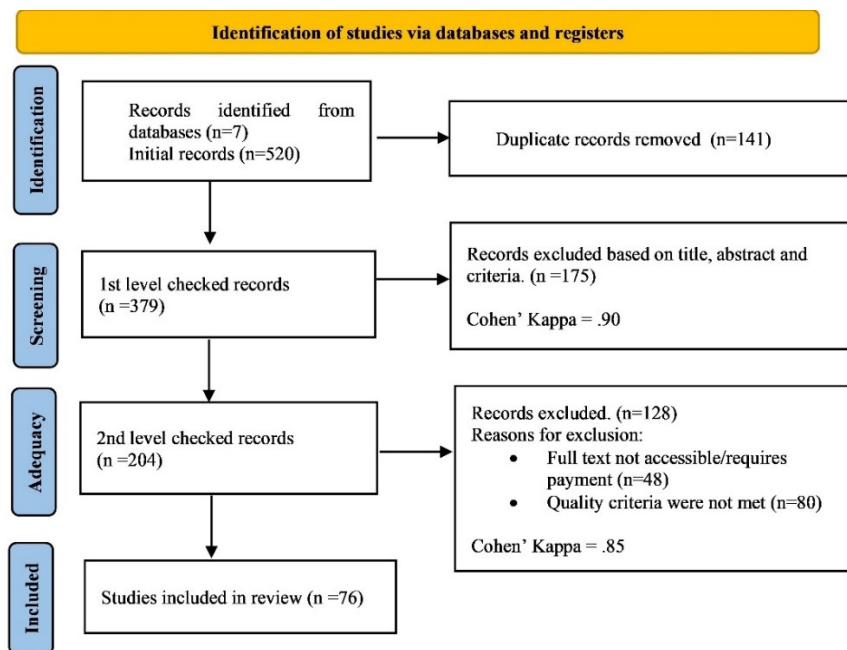 Identification of studies via databases and registers
Identification
Records identified from
databases (n=7)
Initial records (n=520)
Duplicate records removed (n=141)
Screening
1st level checked records
(n =379)
Records excluded based on title, abstract and
criteria. (n =175)
Cohen' Kappa = .90
Adequacy
2nd level checked records
(n =204)
Records excluded. (n=128)
Reasons for exclusion:
• Full text not accessible/requires
payment (n=48)
• Quality criteria were not met (n=80)
Cohen' Kappa = .85
Included
Studies included in review (n =76)